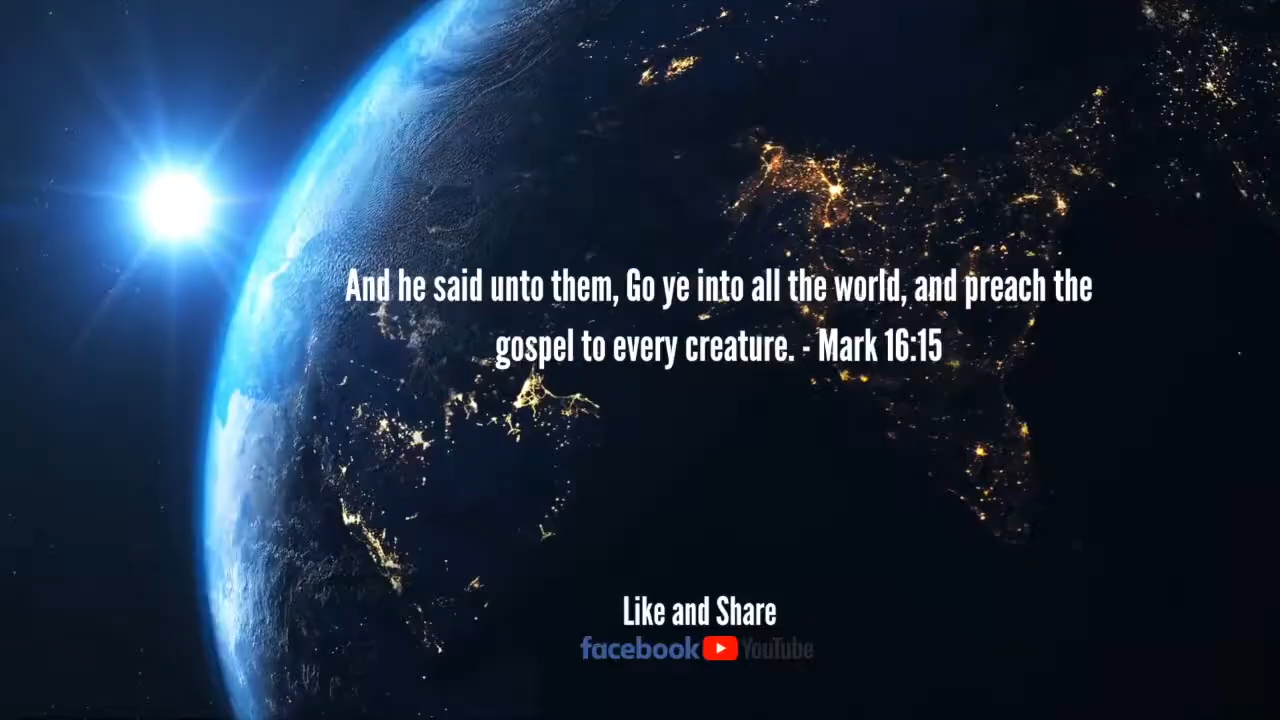 And he said unto them, Go ye into all the world, and preach the
gospel to every creature. - Mark 16:15
Like and Share
facebook YouTube